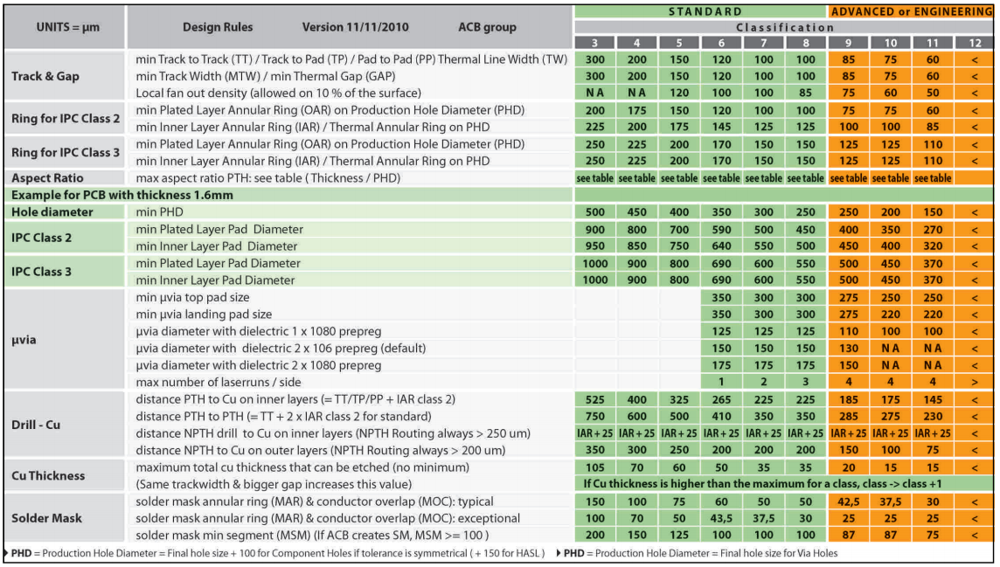 STANDARD ADVANCED or ENGINEERING
UNITS = µm Design Rules Version 11/11/2010 ACB group Classification
3 4 5 6 7 8 9 10 11 12
Track & Gap
min Track to Track (TT) / Track to Pad (TP) / Pad to Pad (PP) Thermal Line Width (TW) 300 200 150 120 100 100 85 75 60 <
min Track Width (MTW) / min Thermal Gap (GAP) 300 200 150 120 100 100 85 75 60 <
Local fan out density (allowed on 10 % of the surface) N A N A 120 100 100 85 75 60 50 <
Ring for IPC Class 2
min Plated Layer Annular Ring (OAR) on Production Hole Diameter (PHD) 200 175 150 120 100 100 75 75 60 <
min Inner Layer Annular Ring (IAR) / Thermal Annular Ring on PHD 225 200 175 145 125 125 100 100 85 <
Ring for IPC Class 3
min Plated Layer Annular Ring (OAR) on Production Hole Diameter (PHD) 250 225 200 170 150 150 125 125 110 <
min Inner Layer Annular Ring (IAR) / Thermal Annular Ring on PHD 250 225 200 170 150 150 125 125 110 <
Aspect Ratio max aspect ratio PTH: see table ( Thickness / PHD) see table see table see table see table see table see table see table see table see table
Example for PCB with thickness 1.6mm
Hole diameter min PHD 500 450 400 350 300 250 250 200 150 <
IPC Class 2
min Plated Layer Pad Diameter 900 800 700 590 500 450 400 350 270 <
min Inner Layer Pad Diameter 950 850 750 640 550 500 450 400 320 <
IPC Class 3
min Plated Layer Pad Diameter 1000 900 800 690 600 550 500 450 370 <
min Inner Layer Pad Diameter 1000 900 800 690 600 550 500 450 370 <
µvia
min µvia top pad size 350 300 300 275 250 250 <
min µvia landing pad size 350 300 300 275 220 220 <
µvia diameter with dielectric 1 x 1080 prepreg 125 125 125 110 100 100 <
µvia diameter with dielectric 2 x 106 prepreg (default) 150 150 150 130 N A N A <
µvia diameter with dielectric 2 x 1080 prepreg 175 175 175 150 N A N A <
max number of laserruns / side 1 2 3 4 4 4 >
Drill - Cu
distance PTH to Cu on inner layers (= TT/TP/PP + IAR class 2) 525 400 325 265 225 225 185 175 145 <
distance PTH to PTH (= TT + 2 x IAR class 2 for standard) 750 600 500 410 350 350 285 275 230 <
distance NPTH drill to Cu on inner layers (NPTH Routing always > 250 um) IAR + 25 IAR + 25 IAR + 25 IAR + 25 IAR + 25 IAR + 25 IAR + 25 IAR + 25 IAR + 25 <
distance NPTH to Cu on outer layers (NPTH Routing always > 200 um) 350 300 250 200 200 200 150 100 75 <
Cu Thickness
maximum total cu thickness that can be etched (no minimum) 105 70 60 50 35 35 20 15 15 <
(Same trackwidth & bigger gap increases this value) If Cu thickness is higher than the maximum for a class, class -> class +1
Solder Mask
solder mask annular ring (MAR) & conductor overlap (MOC): typical 150 100 75 60 50 50 42,5 37,5 30 <
solder mask annular ring (MAR) & conductor overlap (MOC): exceptional 100 70 50 43,5 37,5 30 25 25 25 <
solder mask min segment (MSM) (If ACB creates SM, MSM >= 100 ) 200 150 125 100 100 100 87 87 75 <
PHD = Production Hole Diameter = Final hole size + 100 for Component Holes if tolerance is symmetrical ( + 150 for HASL ) PHD = Production Hole Diameter = Final hole size for Via Holes